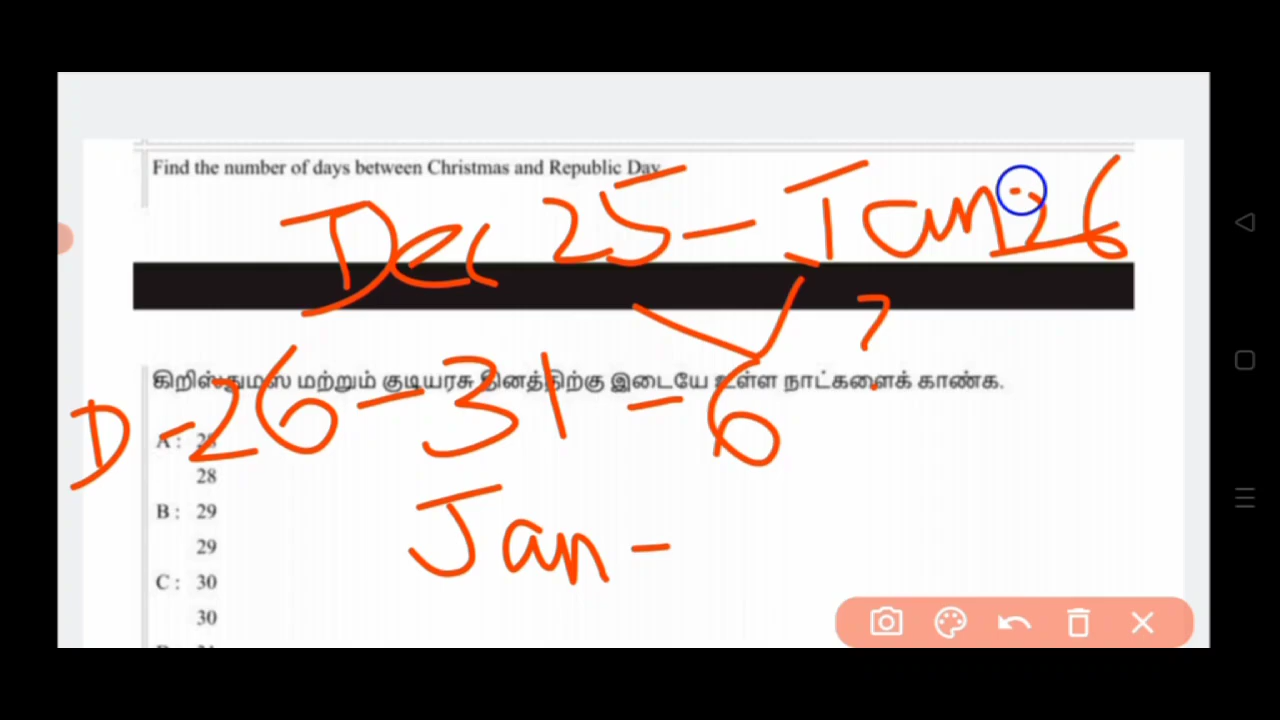 Find the number of days between Christmas and Republic Day
Dec 25 - Jan 26
?
கிறிஸ்துமஸ் மற்றும் குடியரசு தினத்திற்கு இடையே உள்ள நாட்களைக் காண்க.
D - 26 - 31 - 6
A : 28
28
Jan -
B : 29
29
C : 30
30